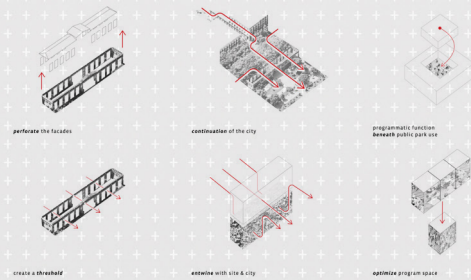 perforate the facades
continuation of the city
programmatic function
beneath public park use
create a threshold
entwine with site & city
optimize program space